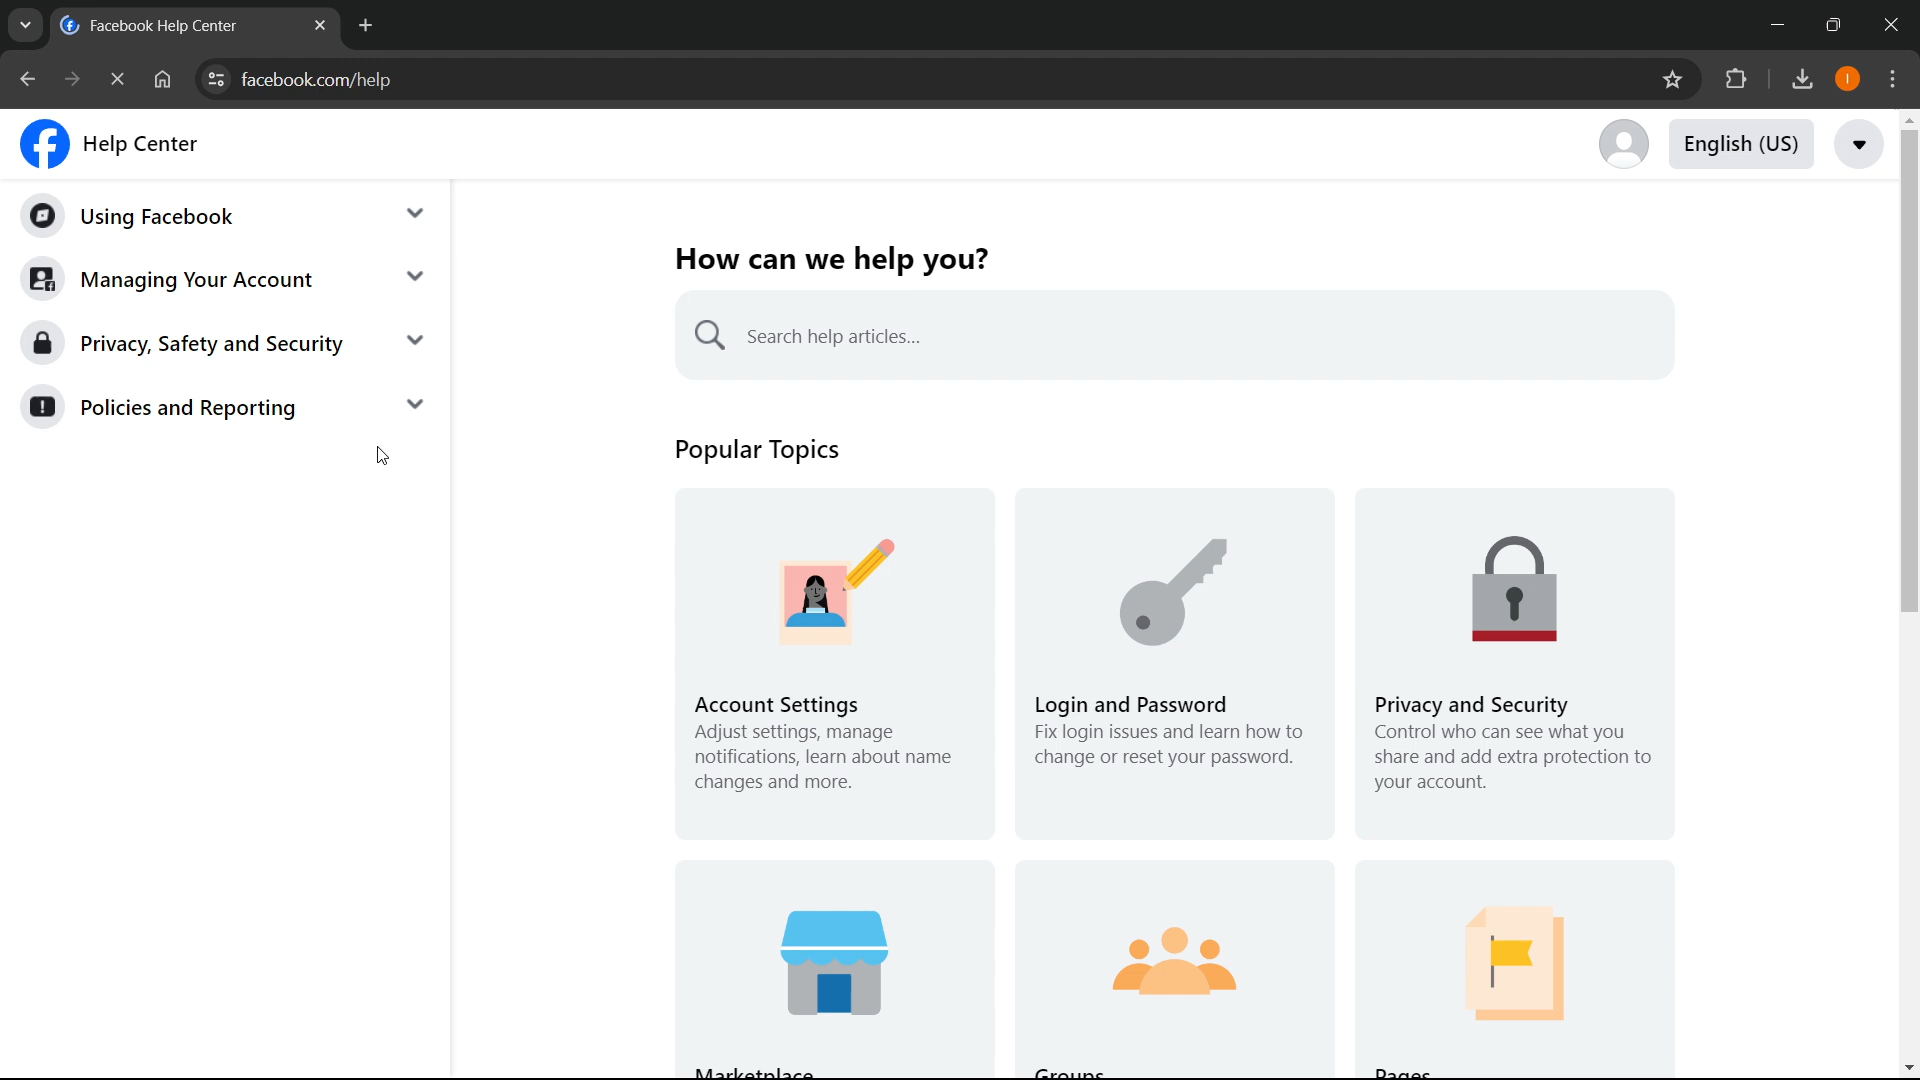 Facebook Help Center
facebook.com/help
I
Help Center
English (US)
Using Facebook
Managing Your Account
Privacy, Safety and Security
Policies and Reporting
How can we help you?
Search help articles...
Popular Topics
Account Settings
Adjust settings, manage
notifications, learn about name
changes and more.
Login and Password
Fix login issues and learn how to
change or reset your password.
Privacy and Security
Control who can see what you
share and add extra protection to
your account.
Marketplace
Groups
Pages